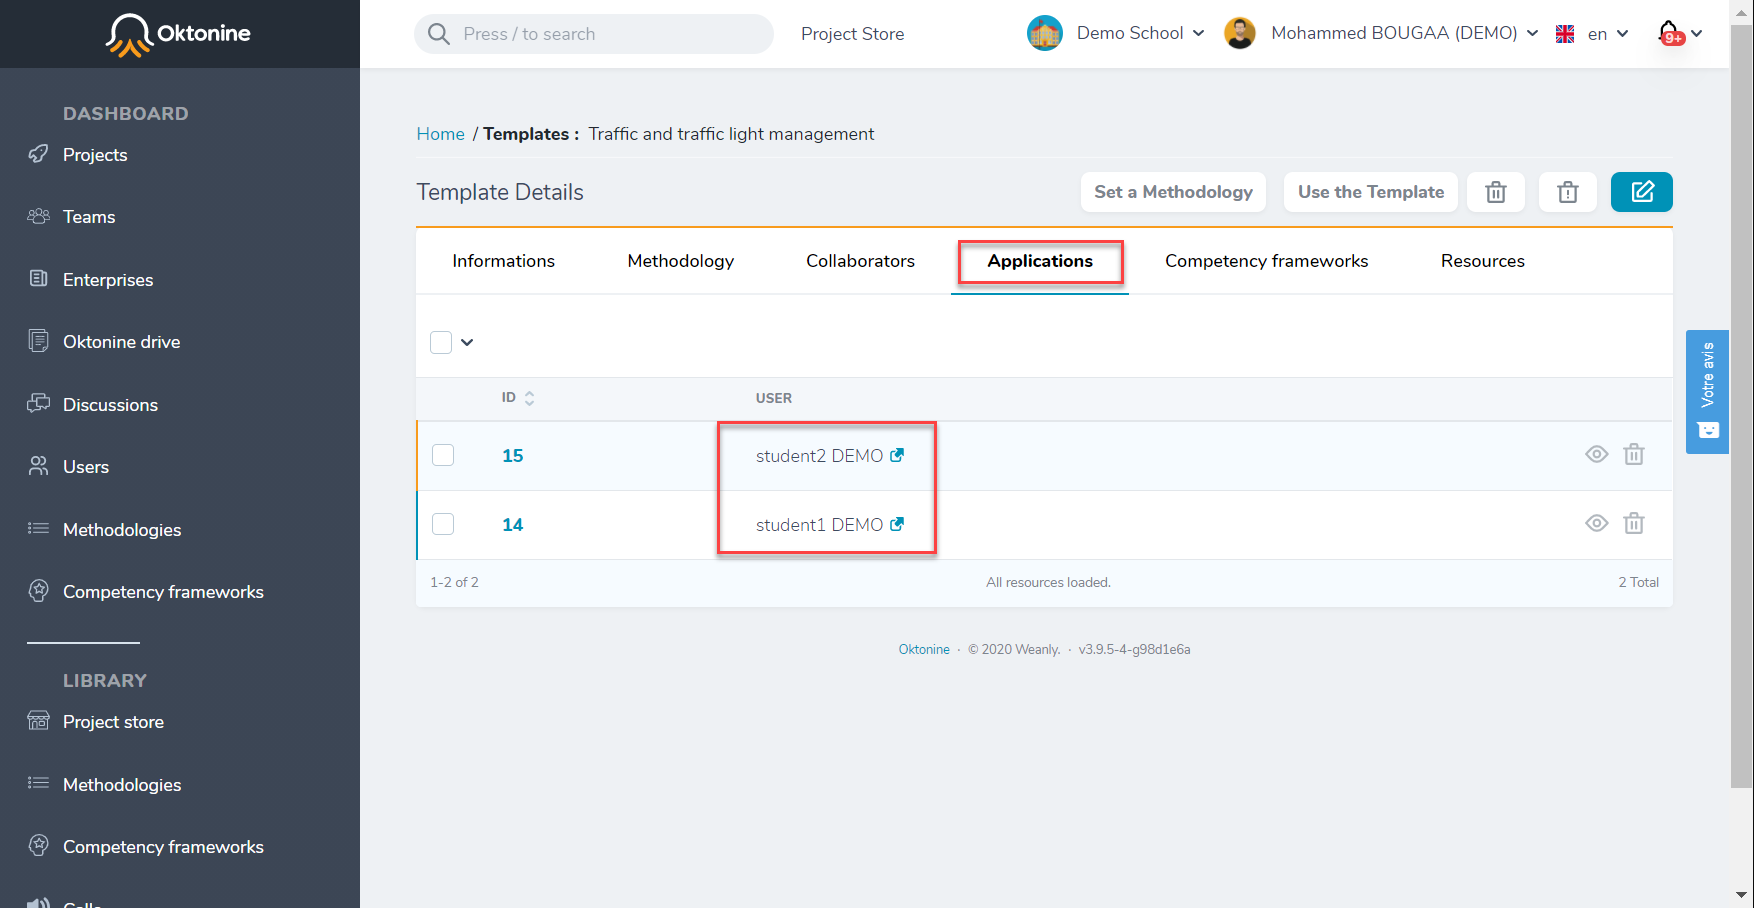 Oktonine
Press / to search
Project Store
Demo School
Mohammed BOUGAA (DEMO)
en
9+
DASHBOARD
Projects
Teams
Enterprises
Oktonine drive
Discussions
Users
Methodologies
Competency frameworks
LIBRARY
Project store
Methodologies
Competency frameworks
Home / Templates : Traffic and traffic light management
Template Details
Set a Methodology
Use the Template
Informations
Methodology
Collaborators
Applications
Competency frameworks
Resources
ID
USER
15
student2 DEMO
14
student1 DEMO
1-2 of 2
All resources loaded.
2 Total
Oktonine · © 2020 Weanly. · v3.9.5-4-g98d1e6a
Votre avis